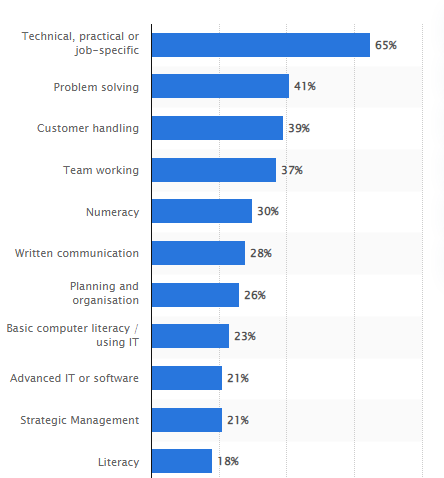 Technical, practical or
job-specific
65%
Problem solving
41%
Customer handling
39%
Team working
37%
Numeracy
30%
Written communication
28%
Planning and
organisation
26%
Basic computer literacy /
using IT
23%
Advanced IT or software
21%
Strategic Management
21%
Literacy
18%